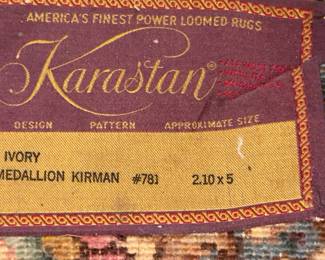 AMERICA'S FINEST POWER LOOMED RUGS
Karastan®
DESIGN PATTERN APPROXIMATE SIZE
IVORY
MEDALLION KIRMAN #781 2.10 x 5